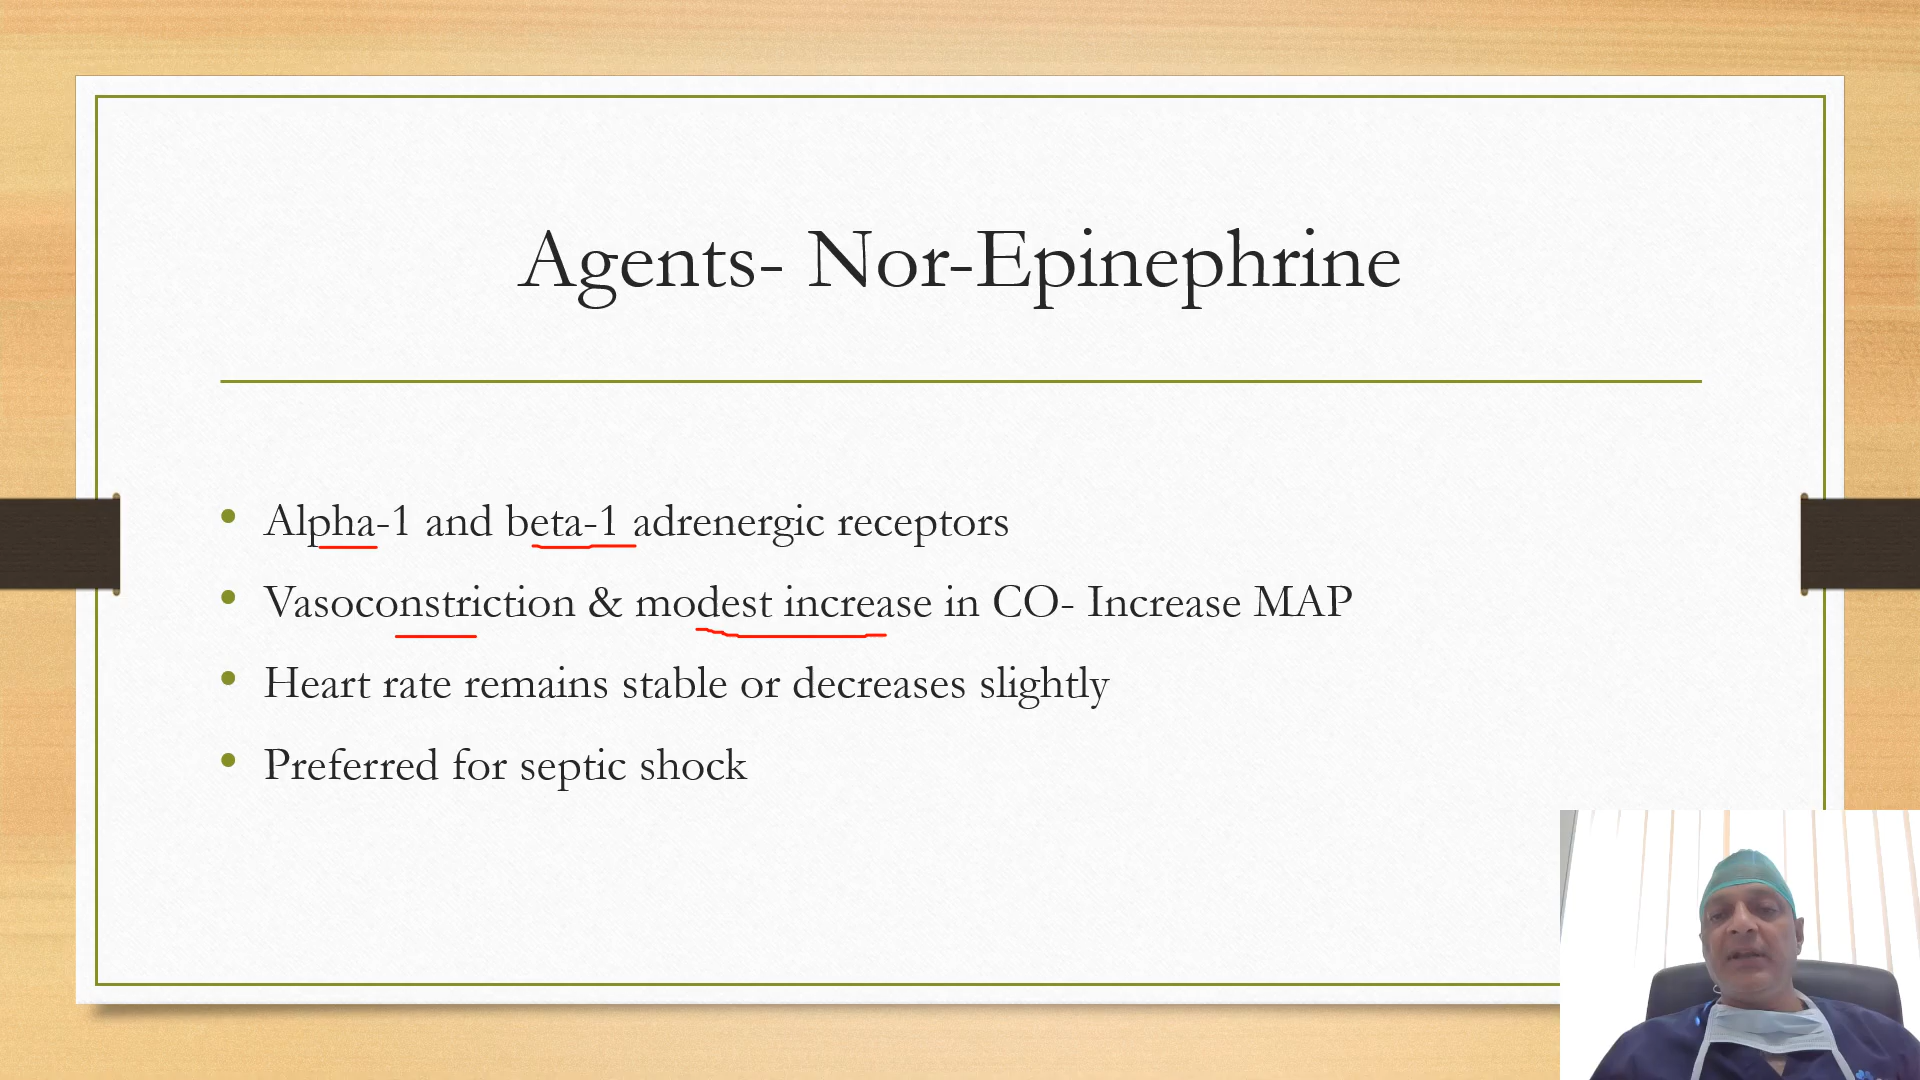 Agents- Nor-Epinephrine
• Alpha-1 and beta-1 adrenergic receptors
• Vasoconstriction & modest increase in CO- Increase MAP
• Heart rate remains stable or decreases slightly
• Preferred for septic shock